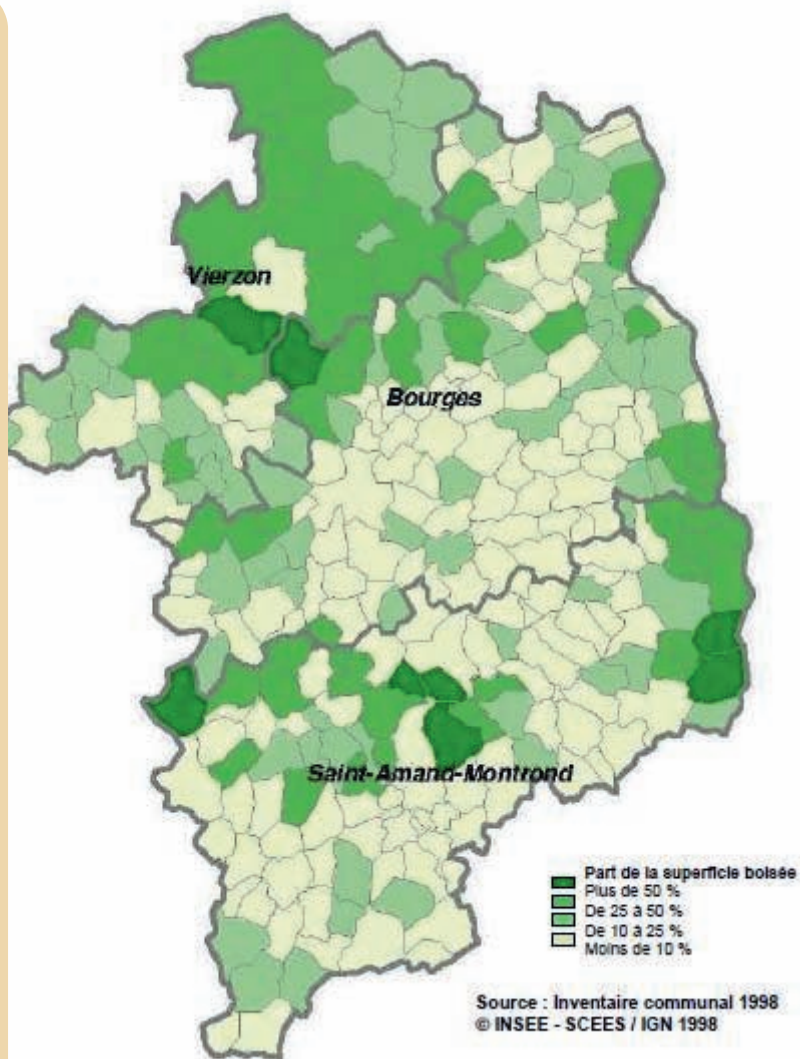 Vierzon
Bourges
Saint-Amand-Montrond
Part de la superficie boisée
Plus de 50 %
De 25 à 50 %
De 10 à 25 %
Moins de 10 %
Source : Inventaire communal 1998
© INSEE - SCEES / IGN 1998